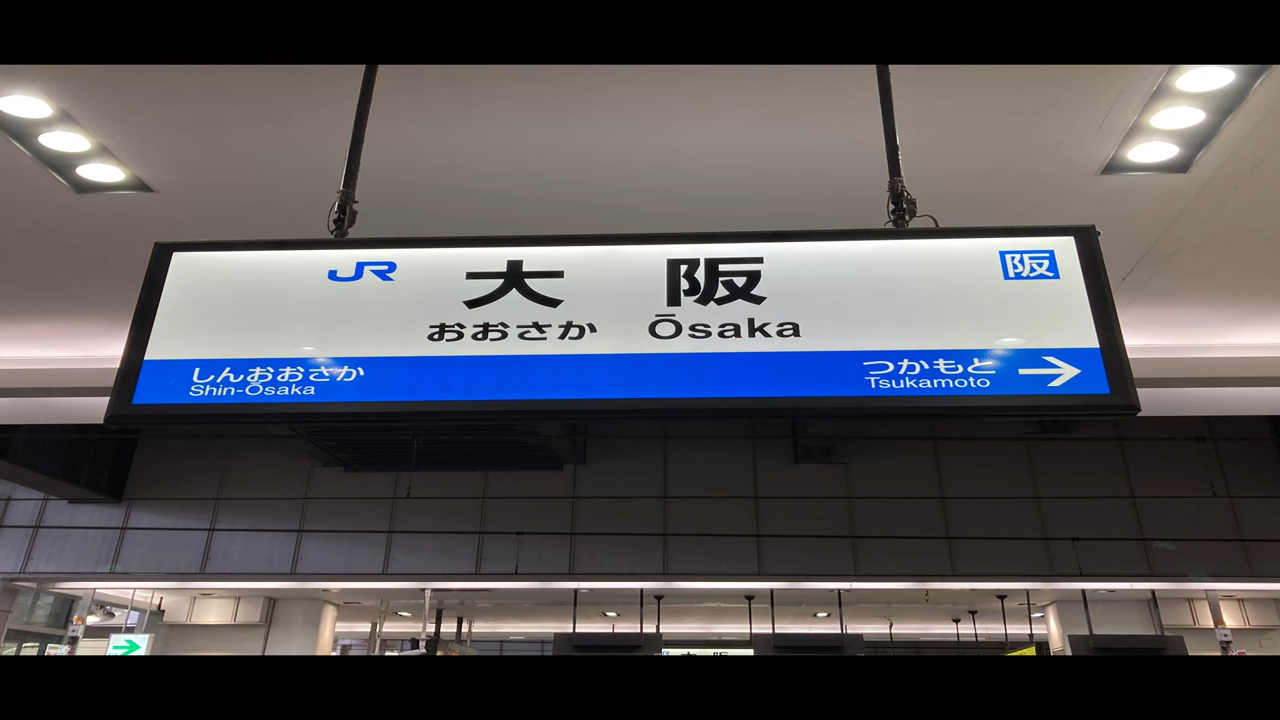 JR 大阪 阪
おおさか Ōsaka
しんおおさか
Shin-Ōsaka
つかもと →
Tsukamoto